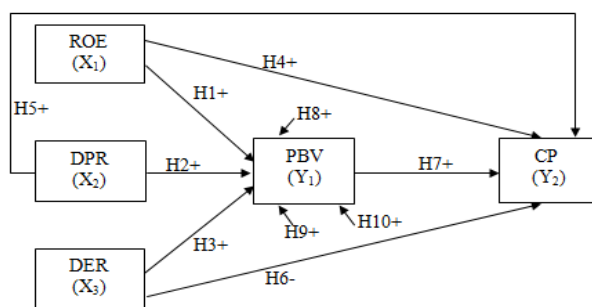 ROE
(X₁)
H4+
H1+
H5+
H8+
DPR
(X₂)
H2+
PBV
(Y₁)
H7+
CP
(Y₂)
H9+
H10+
H3+
DER
(X₃)
H6-